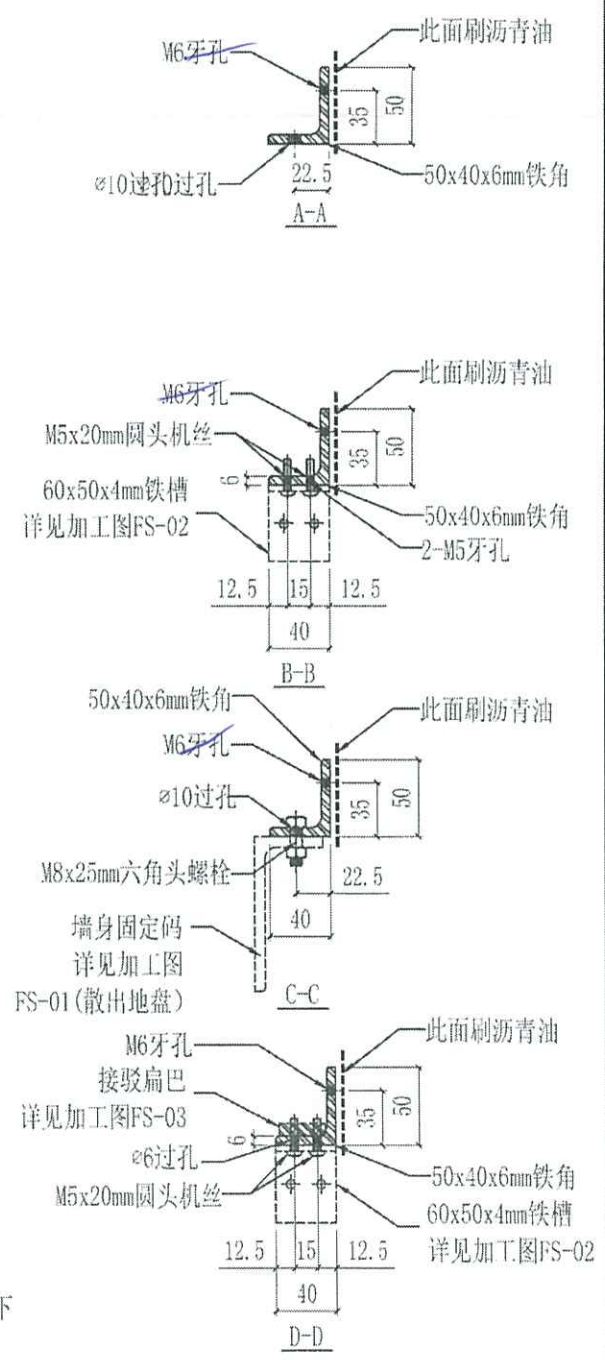 此面刷沥青油
M6牙孔
35
50
ø10过孔
22.5
50x40x6mm铁角
A-A
此面刷沥青油
M6牙孔
M5x20mm圆头机丝
6
35
50
60x50x4mm铁槽
详见加工图FS-02
50x40x6mm铁角
2-M5牙孔
12.5 15 12.5
40
B-B
50x40x6mm铁角
此面刷沥青油
M6牙孔
ø10过孔
35
50
M8x25mm六角头螺栓
22.5
40
墙身固定码
详见加工图
FS-01(散出地盘)
C-C
此面刷沥青油
M6牙孔
接驳扁巴
详见加工图FS-03
35
50
6
ø6过孔
M5x20mm圆头机丝
50x40x6mm铁角
60x50x4mm铁槽
详见加工图FS-02
12.5 15 12.5
40
下
D-D